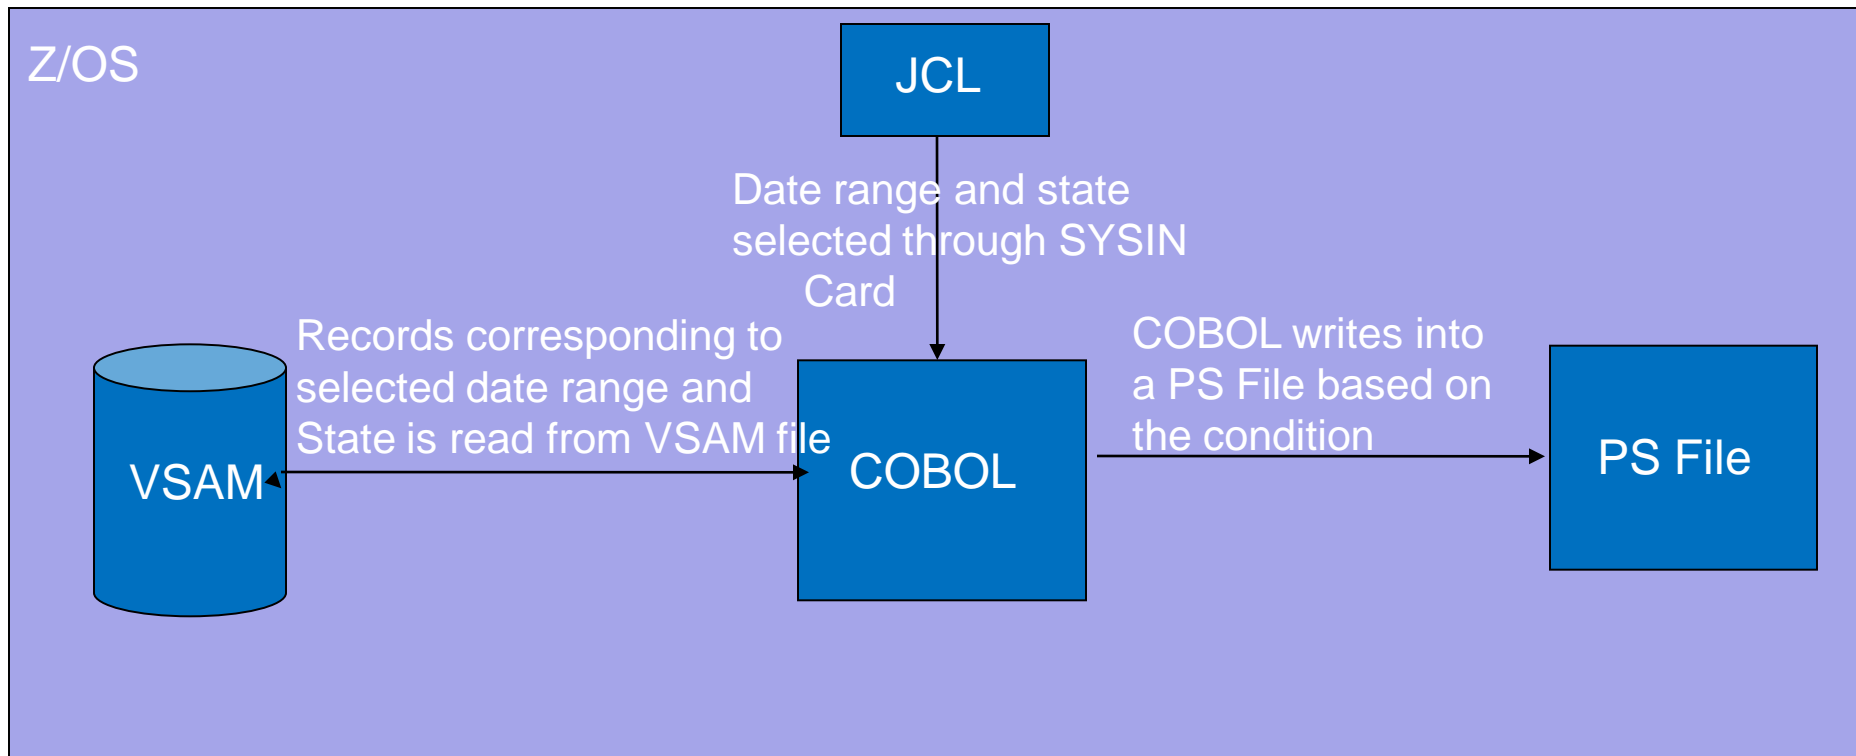 Z/OS
JCL
Date range and state
selected through SYSIN
Card
Records corresponding to
selected date range and
State is read from VSAM file
COBOL writes into
a PS File based on
the condition
VSAM
COBOL
PS File